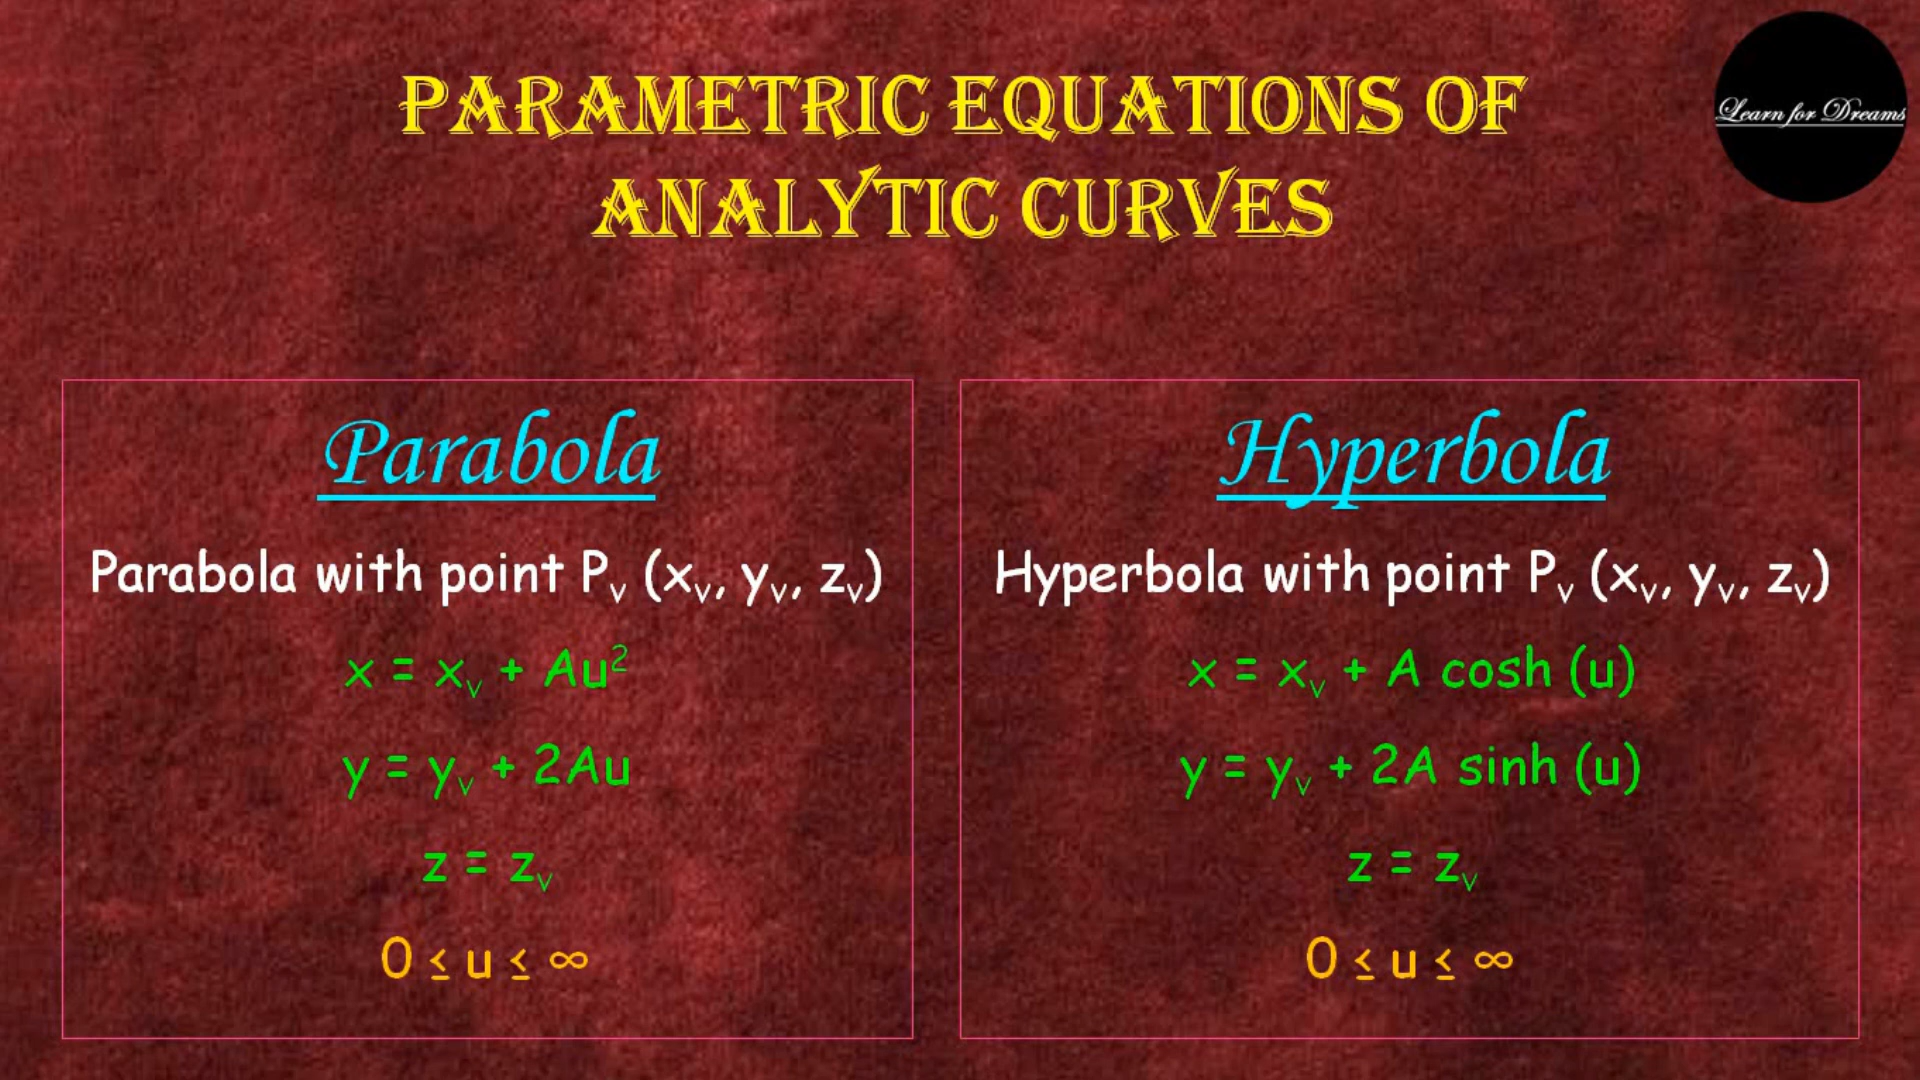 PARAMETRIC EQUATIONS OF
ANALYTIC CURVES
Learn for Dreams
Parabola
Parabola with point Pᵥ (xᵥ, yᵥ, zᵥ)
x = xᵥ + Au²
y = yᵥ + 2Au
z = zᵥ
0 ≤ u ≤ ∞
Hyperbola
Hyperbola with point Pᵥ (xᵥ, yᵥ, zᵥ)
x = xᵥ + A cosh (u)
y = yᵥ + 2A sinh (u)
z = zᵥ
0 ≤ u ≤ ∞